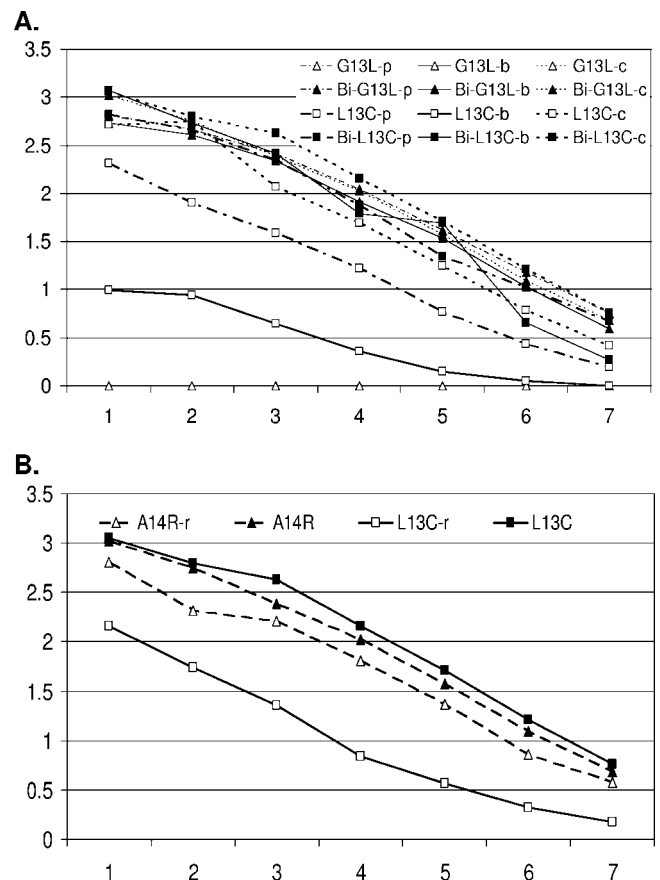 A.
3.5
3
2.5
2
1.5
1
0.5
0
G13L-p G13L-b G13L-c
Bi-G13L-p Bi-G13L-b Bi-G13L-c
L13C-p L13C-b L13C-c
Bi-L13C-p Bi-L13C-b Bi-L13C-c
1 2 3 4 5 6 7
B.
3.5
3
2.5
2
1.5
1
0.5
0
A14R-r A14R L13C-r L13C
1 2 3 4 5 6 7